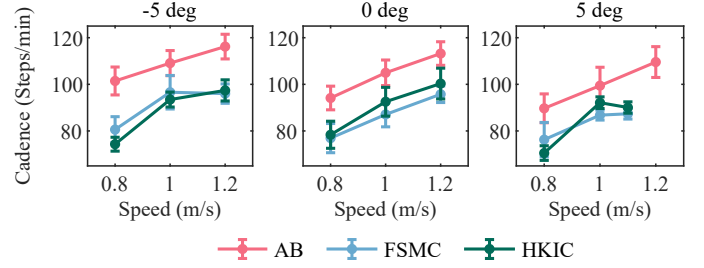 -5 deg 0 deg 5 deg
Cadence (Steps/min)
120 120 120
100 100 100
80 80 80
0.8 1 1.2 0.8 1 1.2 0.8 1 1.2
Speed (m/s) Speed (m/s) Speed (m/s)
AB FSMC HKIC